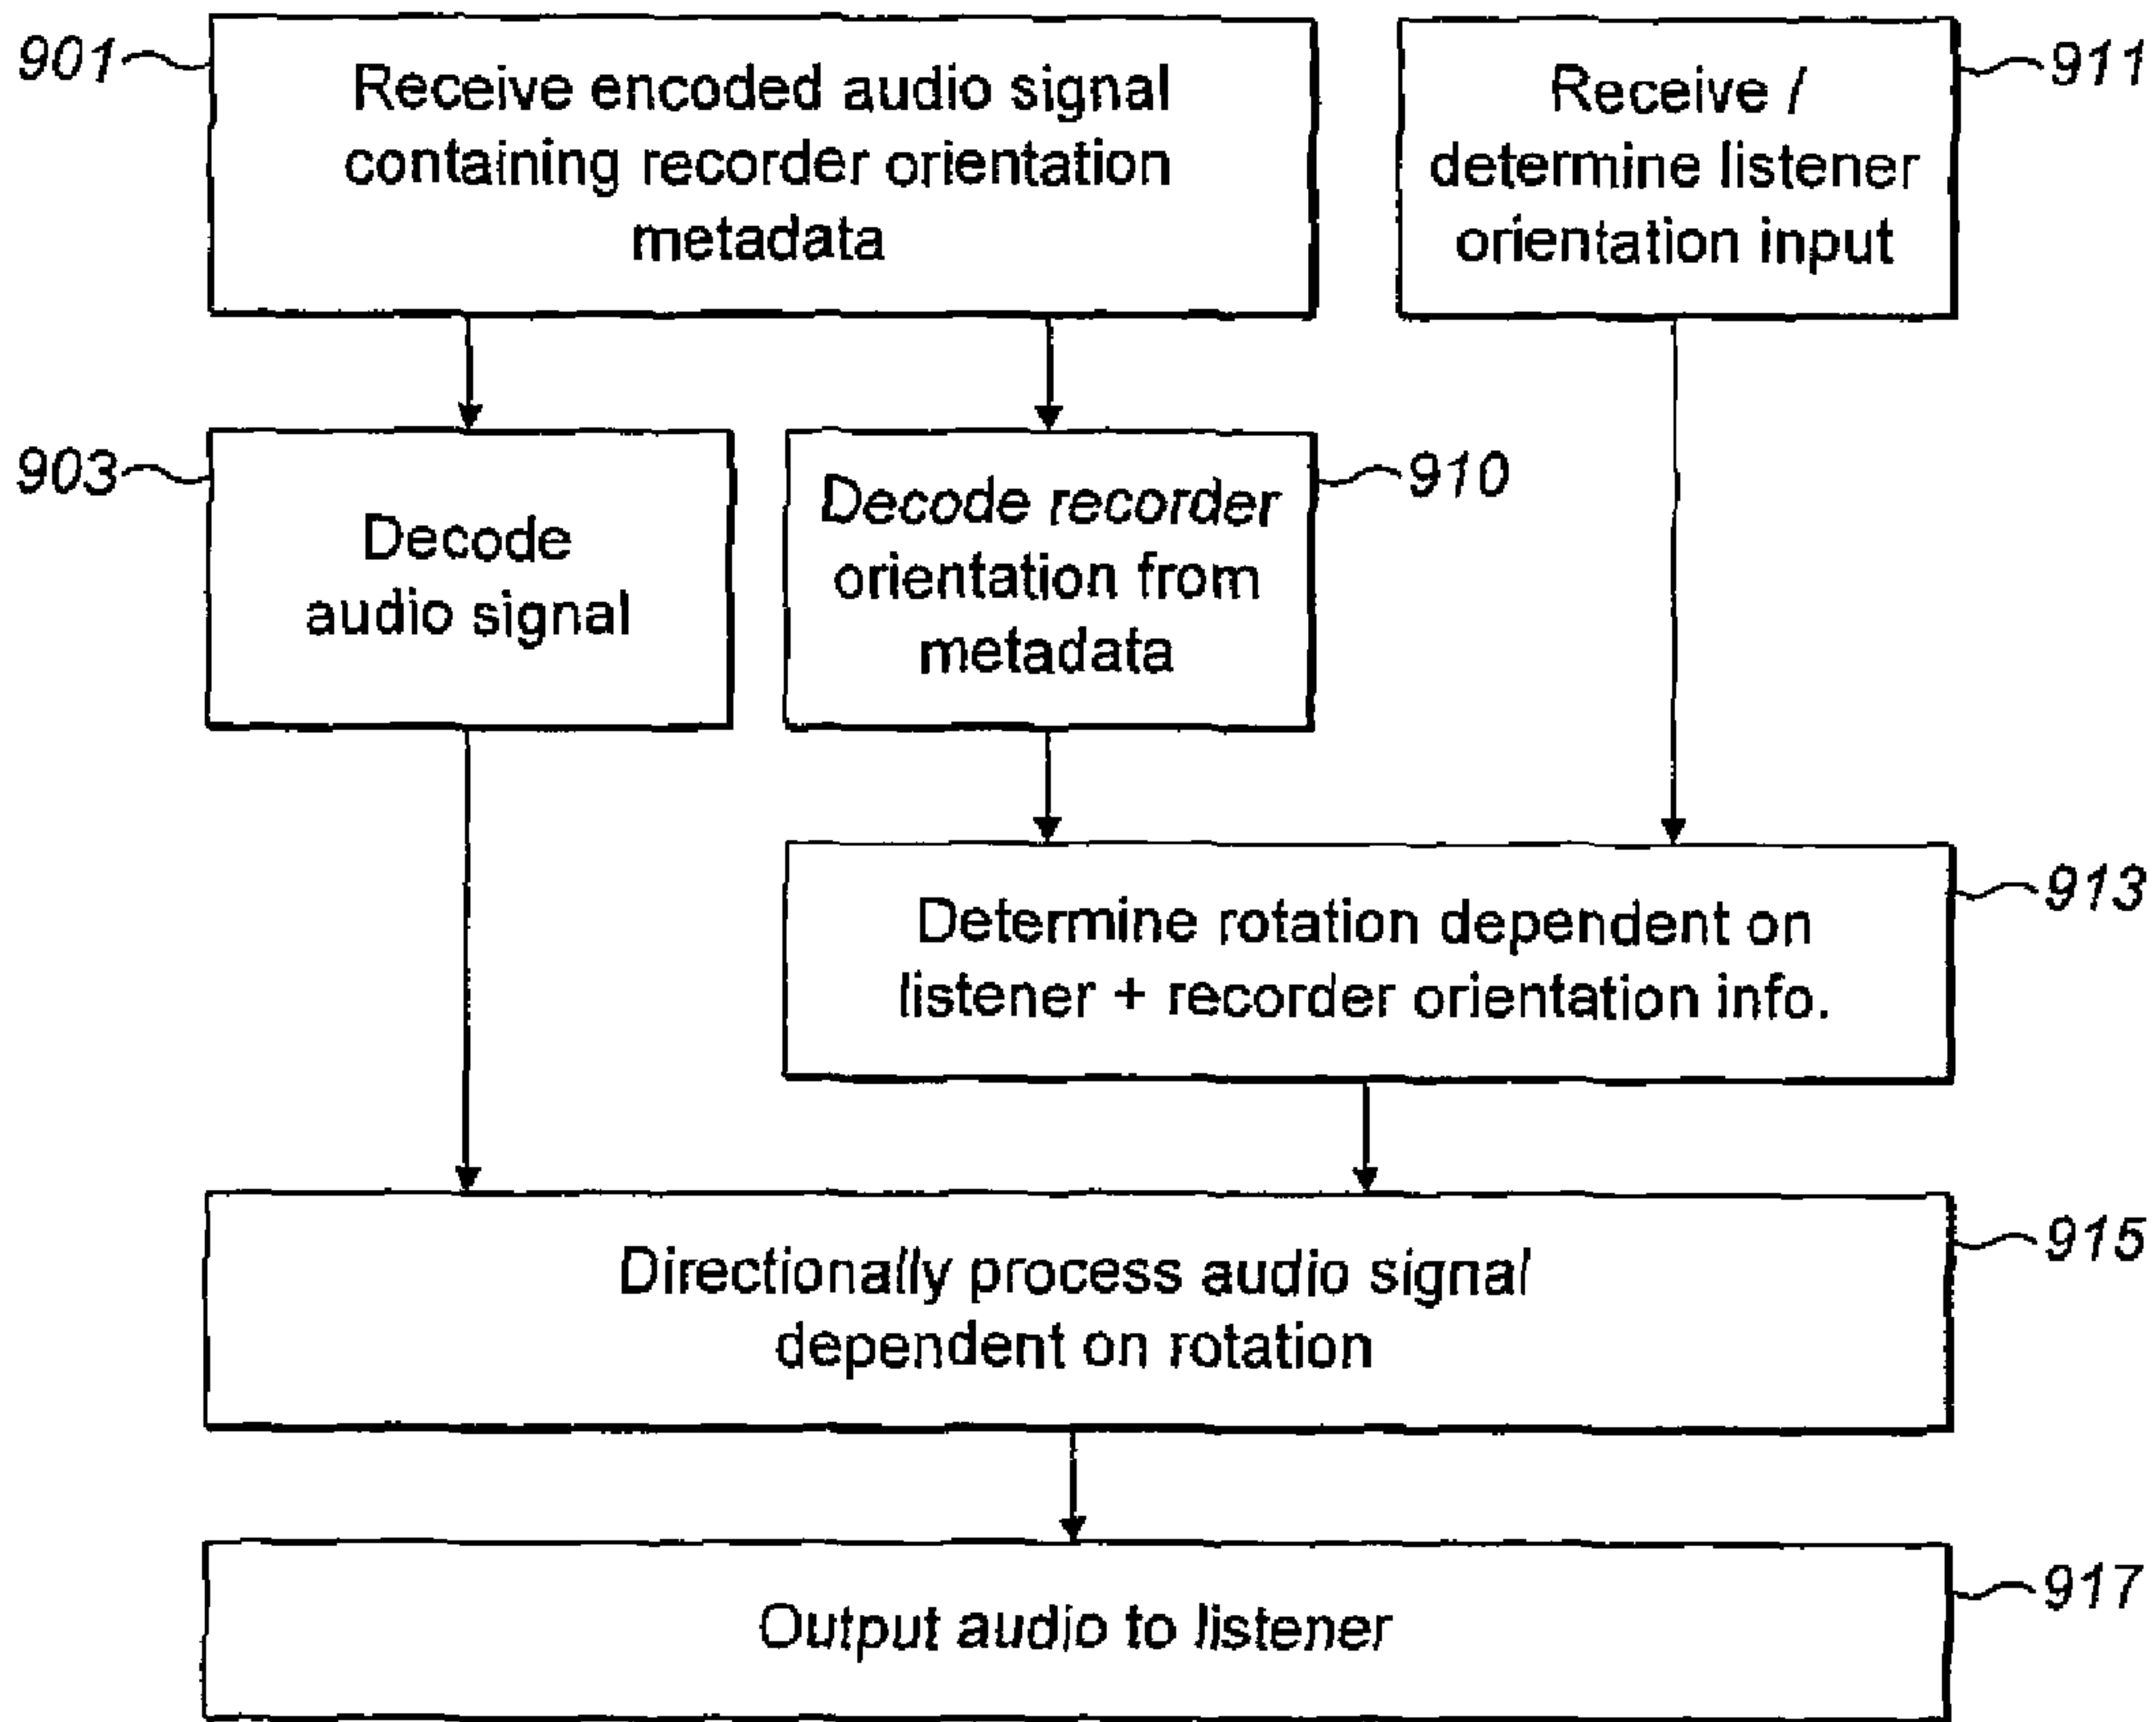 901
Receive encoded audio signal
containing recorder orientation
metadata
911
Receive /
determine listener
orientation input
903
Decode
audio signal
910
Decode recorder
orientation from
metadata
913
Determine rotation dependent on
listener + recorder orientation info.
915
Directionally process audio signal
dependent on rotation
917
Output audio to listener